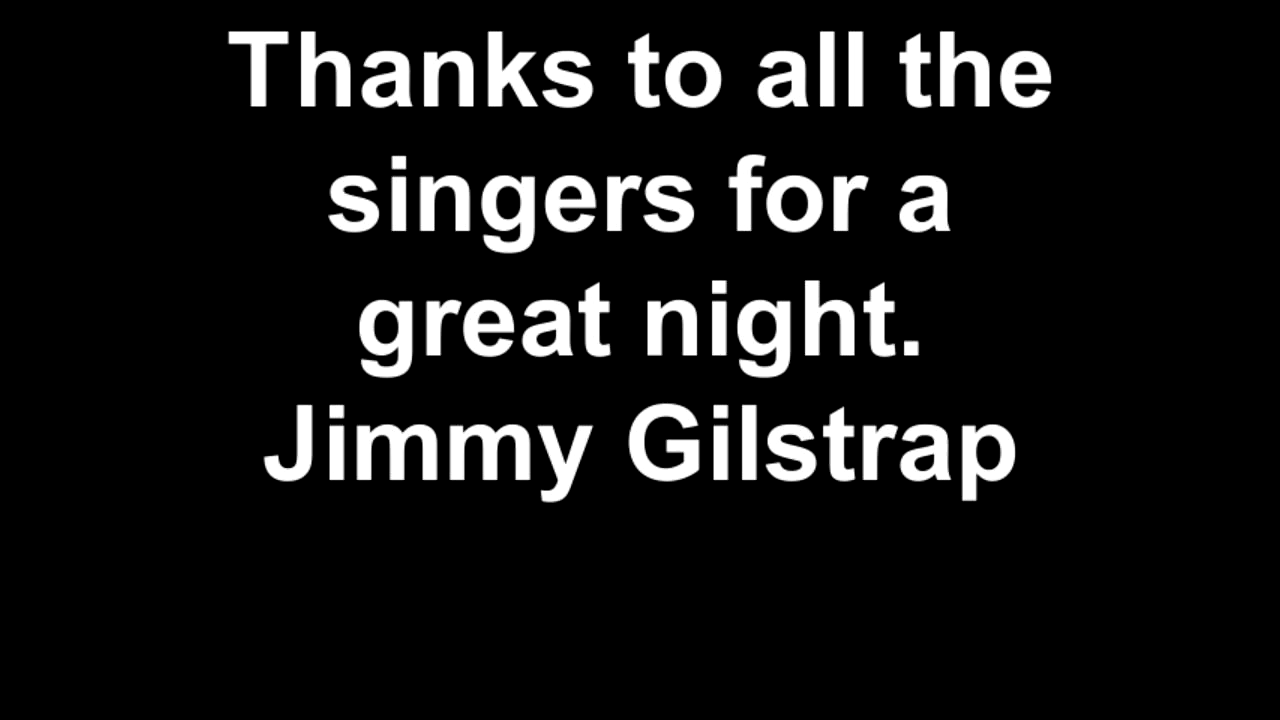 Thanks to all the
singers for a
great night.
Jimmy Gilstrap